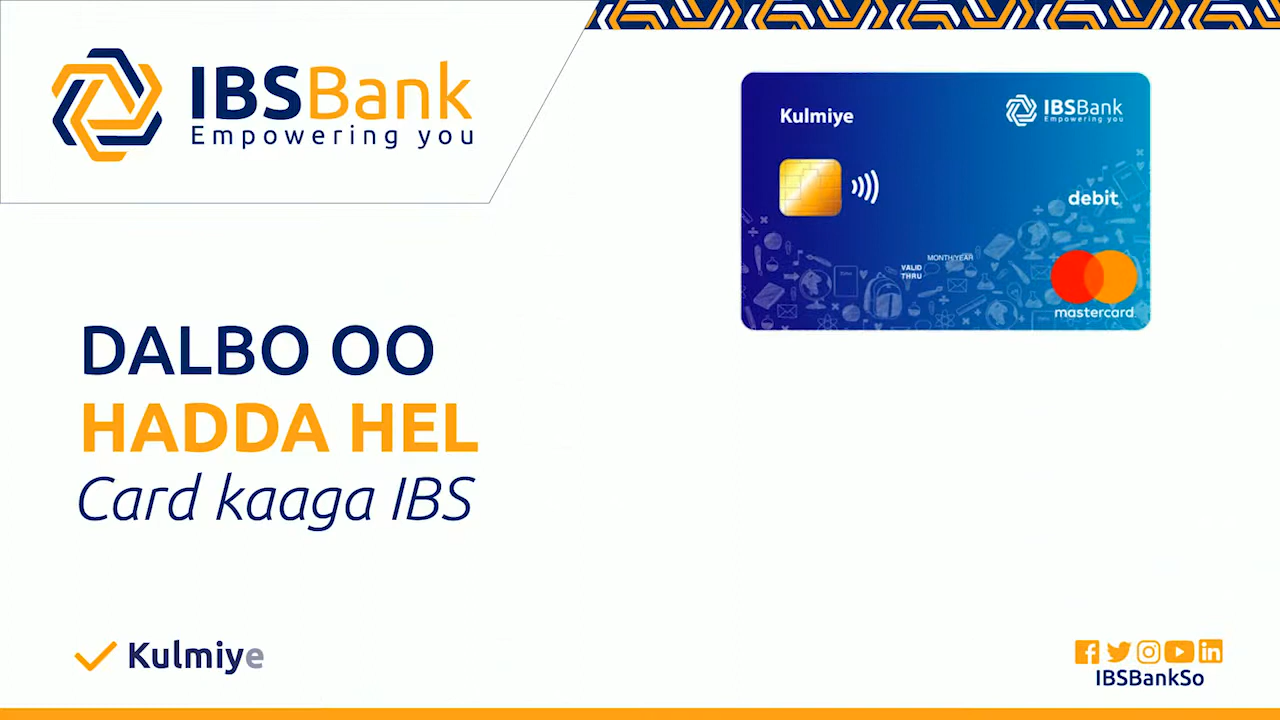 IBSBank
Empowering you
Kulmiye
IBSBank
Empowering you
debit
MONTH/YEAR
VALID
THRU
mastercard
DALBO OO
HADDA HEL
Card kaaga IBS
Kulmiye
IBSBankSo